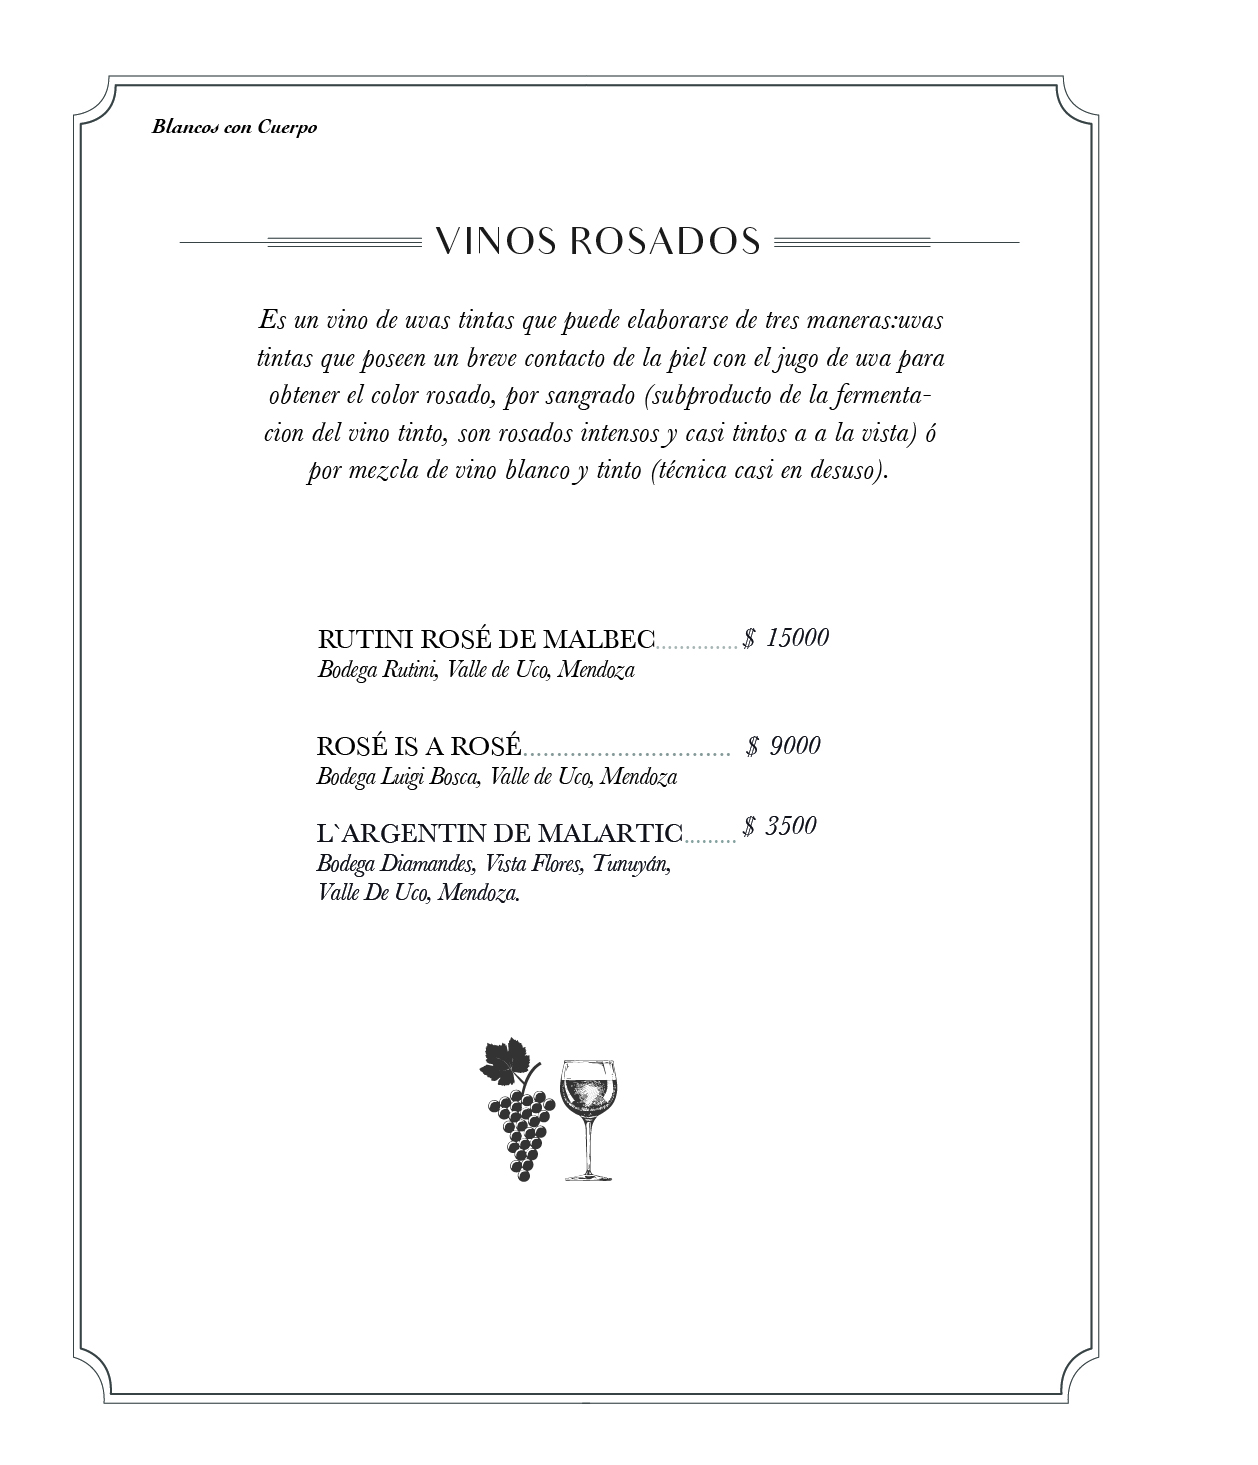 Blancos con Cuerpo
VINOS ROSADOS
Es un vino de uvas tintas que puede elaborarse de tres maneras:uvas
tintas que poseen un breve contacto de la piel con el jugo de uva para
obtener el color rosado, por sangrado (subproducto de la fermenta-
cion del vino tinto, son rosados intensos y casi tintos a a la vista) ó
por mezcla de vino blanco y tinto (técnica casi en desuso).
RUTINI ROSÉ DE MALBEC..............$ 15000
Bodega Rutini, Valle de Uco, Mendoza
ROSÉ IS A ROSÉ............................... $ 9000
Bodega Luigi Bosca, Valle de Uco, Mendoza
L`ARGENTIN DE MALARTIC........$ 3500
Bodega Diamandes, Vista Flores, Tunuyán,
Valle De Uco, Mendoza.